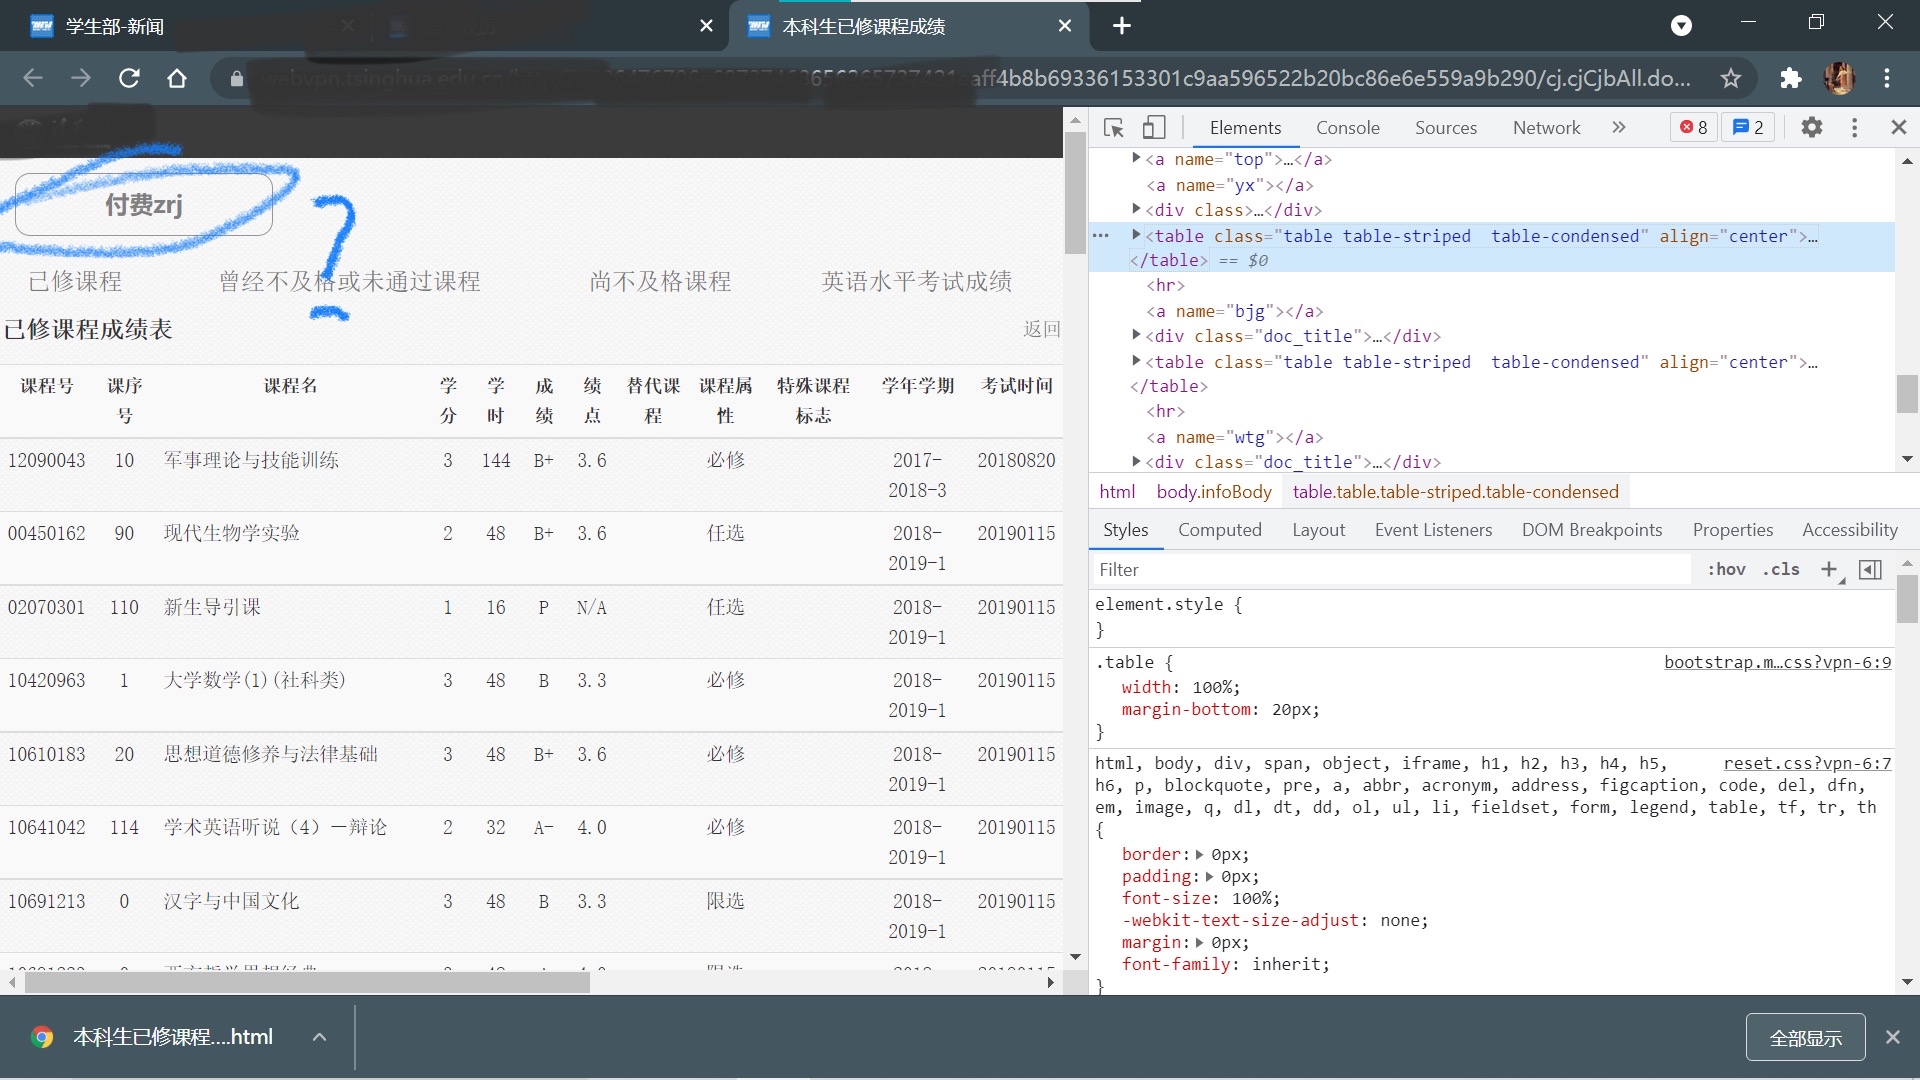 学生部-新闻
本科生已修课程成绩
aff4b8b69336153301c9aa596522b20bc86e6e559a9b290/cj.cjCjbAll.do...
付费zrj
?
已修课程 曾经不及格或未通过课程 尚不及格课程 英语水平考试成绩
已修课程成绩表 返回
课程号 课序号 课程名 学分 学时 成绩 绩点 替代课程 课程属性 特殊课程标志 学年学期 考试时间
12090043 10 军事理论与技能训练 3 144 B+ 3.6 必修 2017-2018-3 20180820
00450162 90 现代生物学实验 2 48 B+ 3.6 任选 2018-2019-1 20190115
02070301 110 新生导引课 1 16 P N/A 任选 2018-2019-1 20190115
10420963 1 大学数学(1)(社科类) 3 48 B 3.3 必修 2018-2019-1 20190115
10610183 20 思想道德修养与法律基础 3 48 B+ 3.6 必修 2018-2019-1 20190115
10641042 114 学术英语听说（4）—辩论 2 32 A- 4.0 必修 2018-2019-1 20190115
10691213 0 汉字与中国文化 3 48 B 3.3 限选 2018-2019-1 20190115
Elements Console Sources Network » 8 2
<a name="top">…</a>
<a name="yx"></a>
<div class>…</div>
… <table class="table table-striped  table-condensed" align="center">…
</table> == $0
<hr>
<a name="bjg"></a>
<div class="doc_title">…</div>
<table class="table table-striped  table-condensed" align="center">…
</table>
<hr>
<a name="wtg"></a>
<div class="doc_title">…</div>
html body.infoBody table.table.table-striped.table-condensed
Styles Computed Layout Event Listeners DOM Breakpoints Properties Accessibility
Filter :hov .cls +
element.style {
}
.table { bootstrap.m…css?vpn-6:9
width: 100%;
margin-bottom: 20px;
}
html, body, div, span, object, iframe, h1, h2, h3, h4, h5, reset.css?vpn-6:7
h6, p, blockquote, pre, a, abbr, acronym, address, figcaption, code, del, dfn,
em, image, q, dl, dt, dd, ol, ul, li, fieldset, form, legend, table, tf, tr, th
{
border: 0px;
padding: 0px;
font-size: 100%;
-webkit-text-size-adjust: none;
margin: 0px;
font-family: inherit;
}
本科生已修课程....html
全部显示